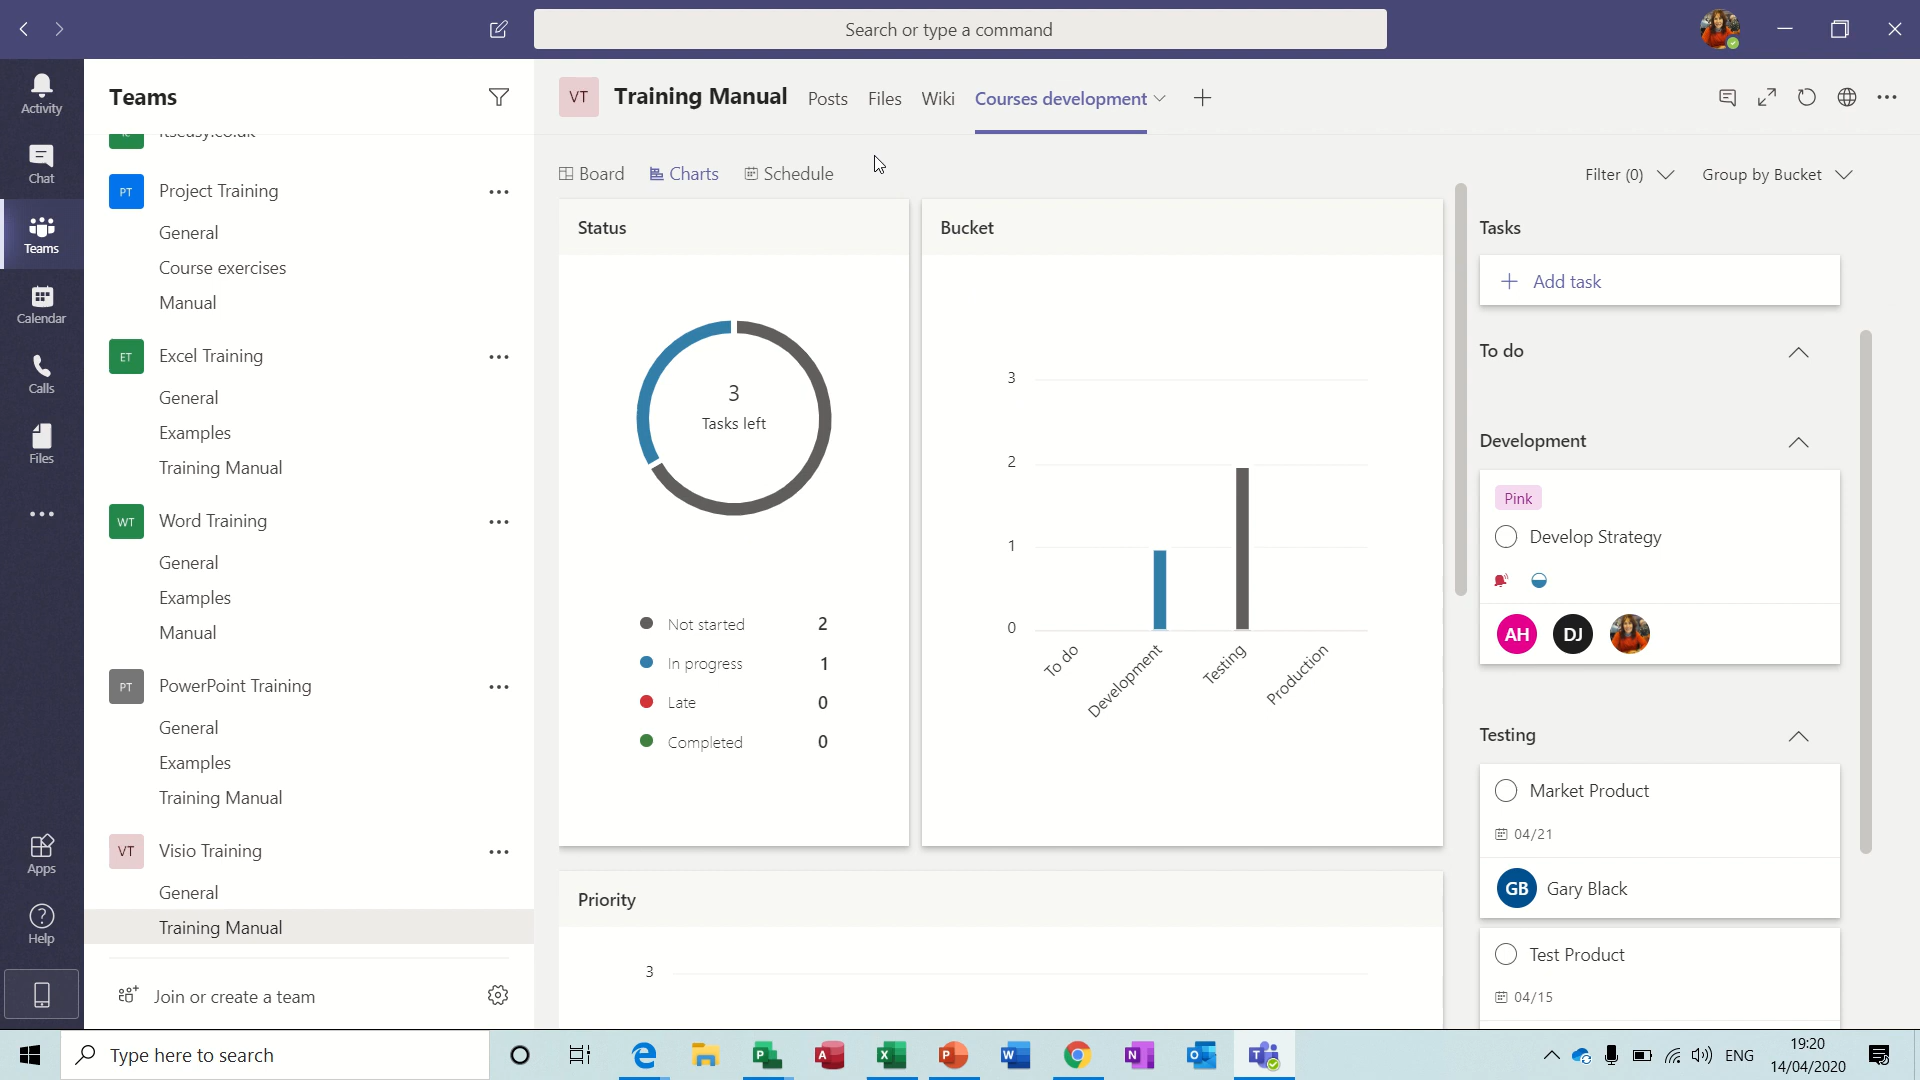 Search or type a command
Activity
Chat
Teams
Calendar
Calls
Files
Apps
Help
Teams
PT Project Training
General
Course exercises
Manual
ET Excel Training
General
Examples
Training Manual
WT Word Training
General
Examples
Manual
PT PowerPoint Training
General
Examples
Training Manual
VT Visio Training
General
Training Manual
Join or create a team
VT Training Manual Posts Files Wiki Courses development
Board Charts Schedule
Filter (0) Group by Bucket
Status
3
Tasks left
Not started 2
In progress 1
Late 0
Completed 0
Bucket
3
2
1
0
To do
Development
Testing
Production
Priority
3
Tasks
Add task
To do
Development
Pink
Develop Strategy
AH DJ
Testing
Market Product
04/21
GB Gary Black
Test Product
04/15
Type here to search
ENG
19:20
14/04/2020